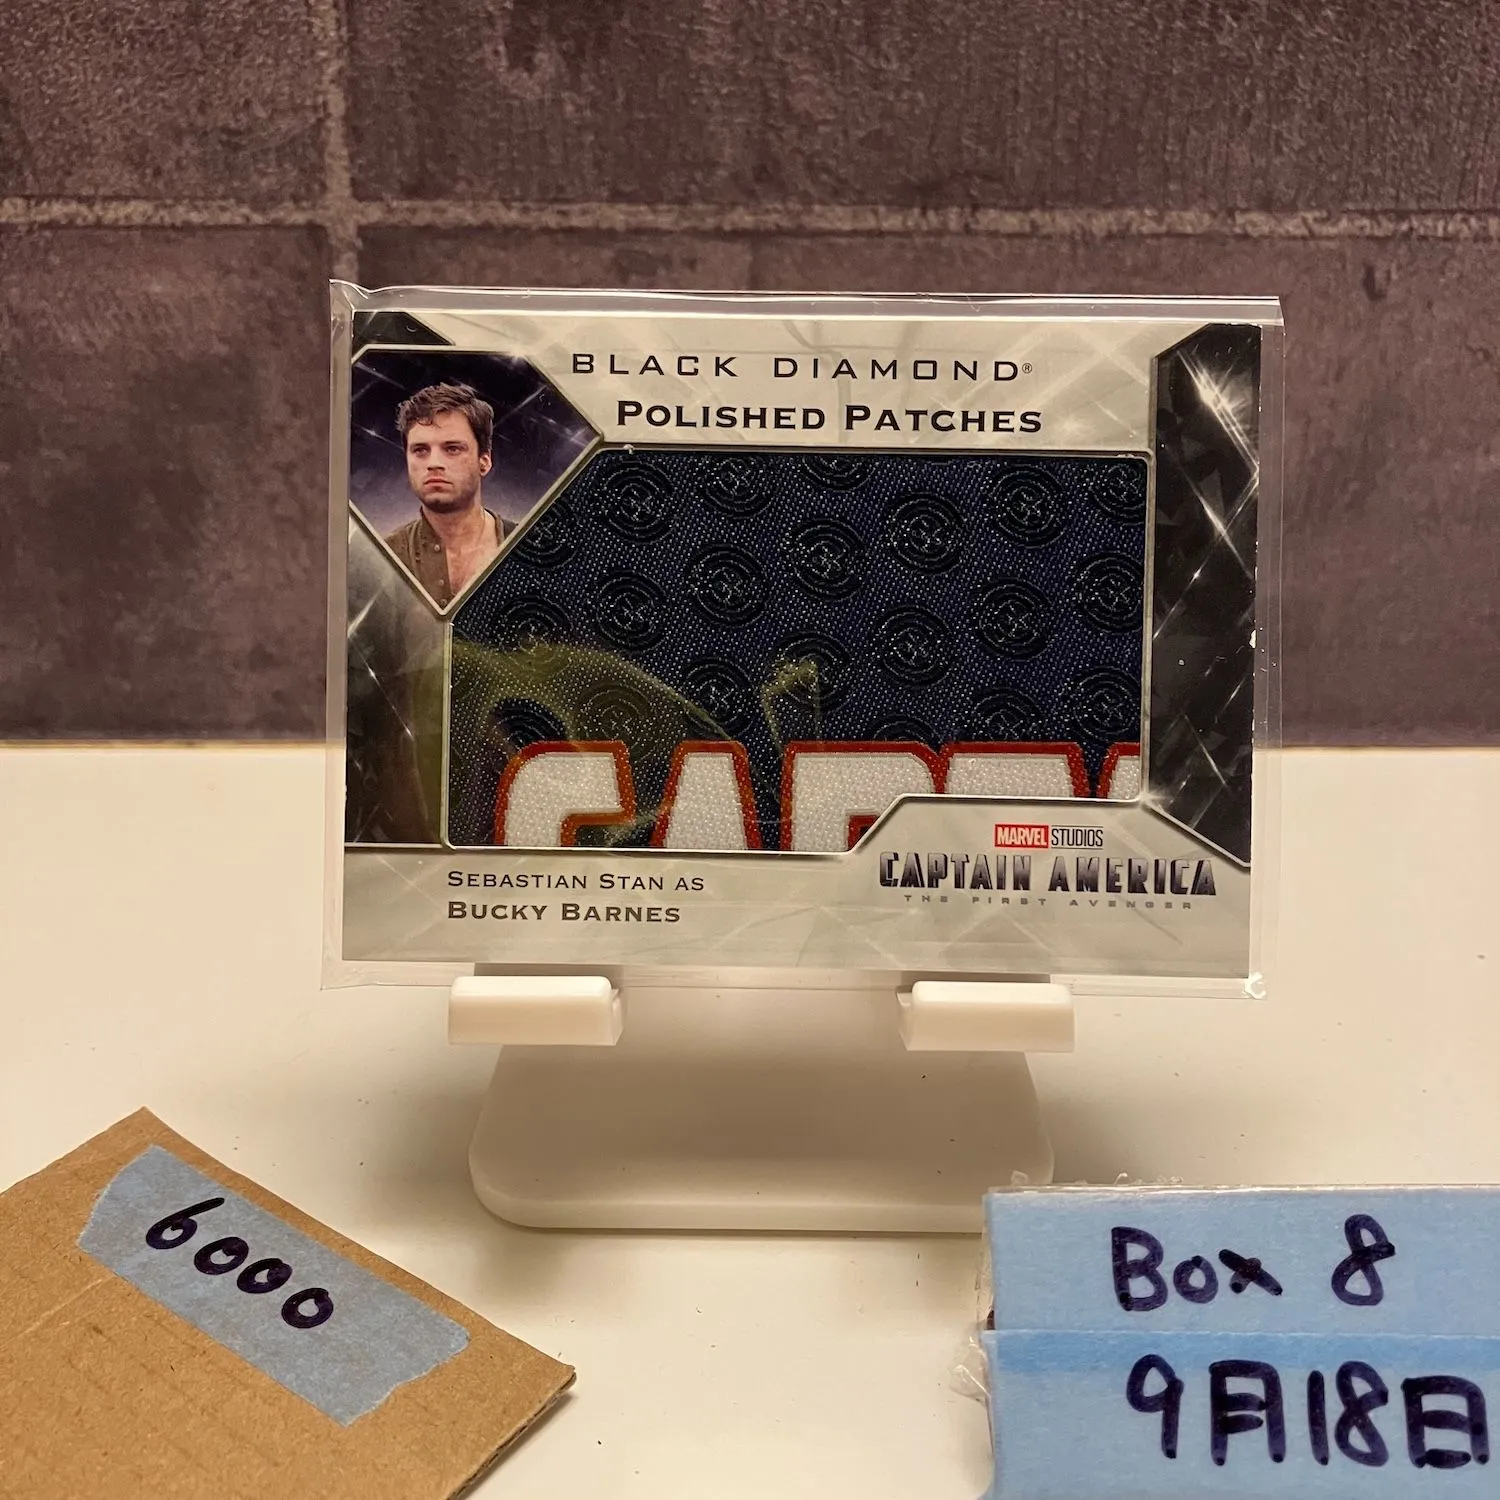 BLACK DIAMOND®
POLISHED PATCHES
MARVEL STUDIOS
CAPTAIN AMERICA
THE FIRST AVENGER
SEBASTIAN STAN AS
BUCKY BARNES
6000
Box 8
9月18日